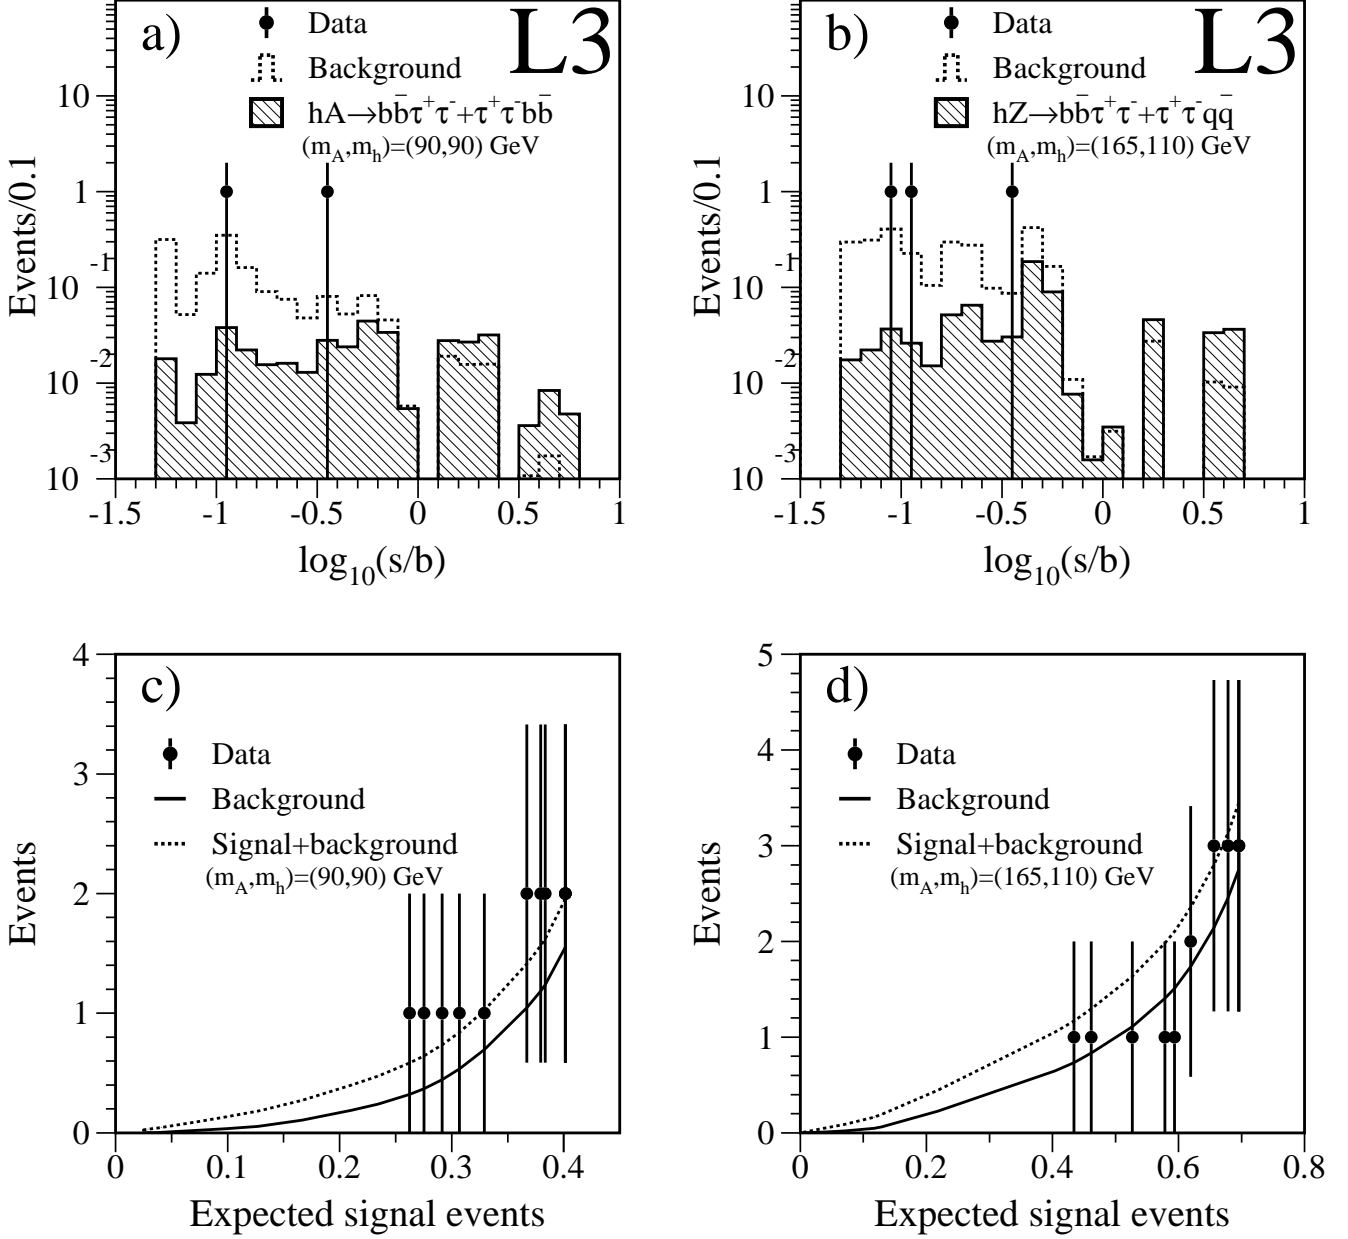 a)
L3
Data
Background
hA→bb̄τ⁺τ⁻+τ⁺τ⁻bb̄
(m_A,m_h)=(90,90) GeV
Events/0.1
10
1
10⁻¹
10⁻²
10⁻³
-1.5 -1 -0.5 0 0.5 1
log₁₀(s/b)
b)
L3
Data
Background
hZ→bb̄τ⁺τ⁻+τ⁺τ⁻qq̄
(m_A,m_h)=(165,110) GeV
Events/0.1
10
1
10⁻¹
10⁻²
10⁻³
-1.5 -1 -0.5 0 0.5 1
log₁₀(s/b)
c)
Data
Background
Signal+background
(m_A,m_h)=(90,90) GeV
Events
4
3
2
1
0
0 0.1 0.2 0.3 0.4
Expected signal events
d)
Data
Background
Signal+background
(m_A,m_h)=(165,110) GeV
Events
5
4
3
2
1
0
0 0.2 0.4 0.6 0.8
Expected signal events